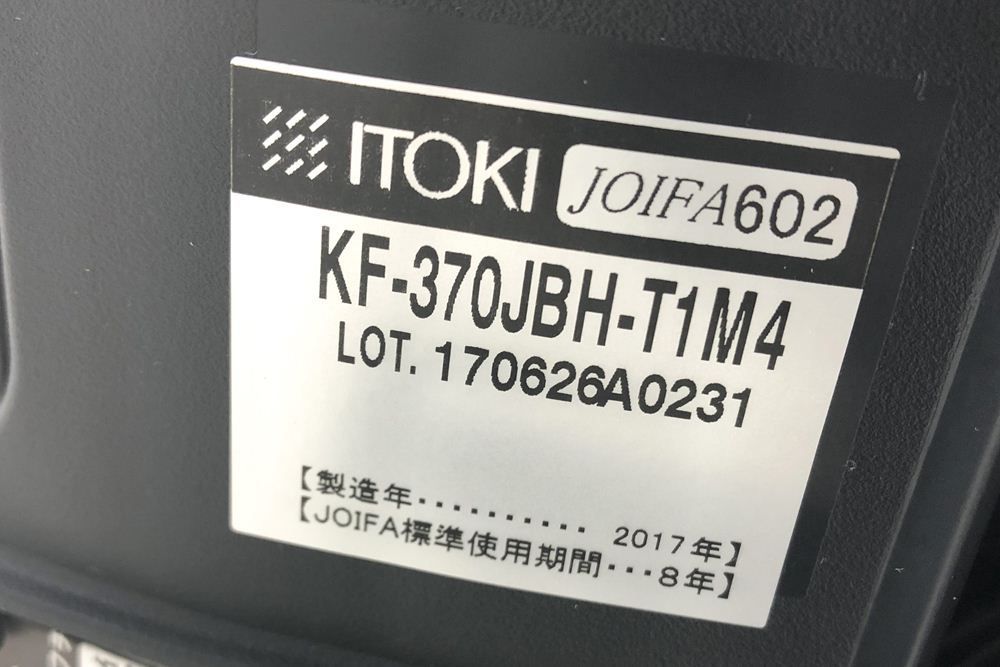 ITOKI JOIFA602
KF-370JBH-T1M4
LOT. 170626A0231
【製造年・・・・・・・・・・ 2017年】
【JOIFA標準使用期間・・・8年】